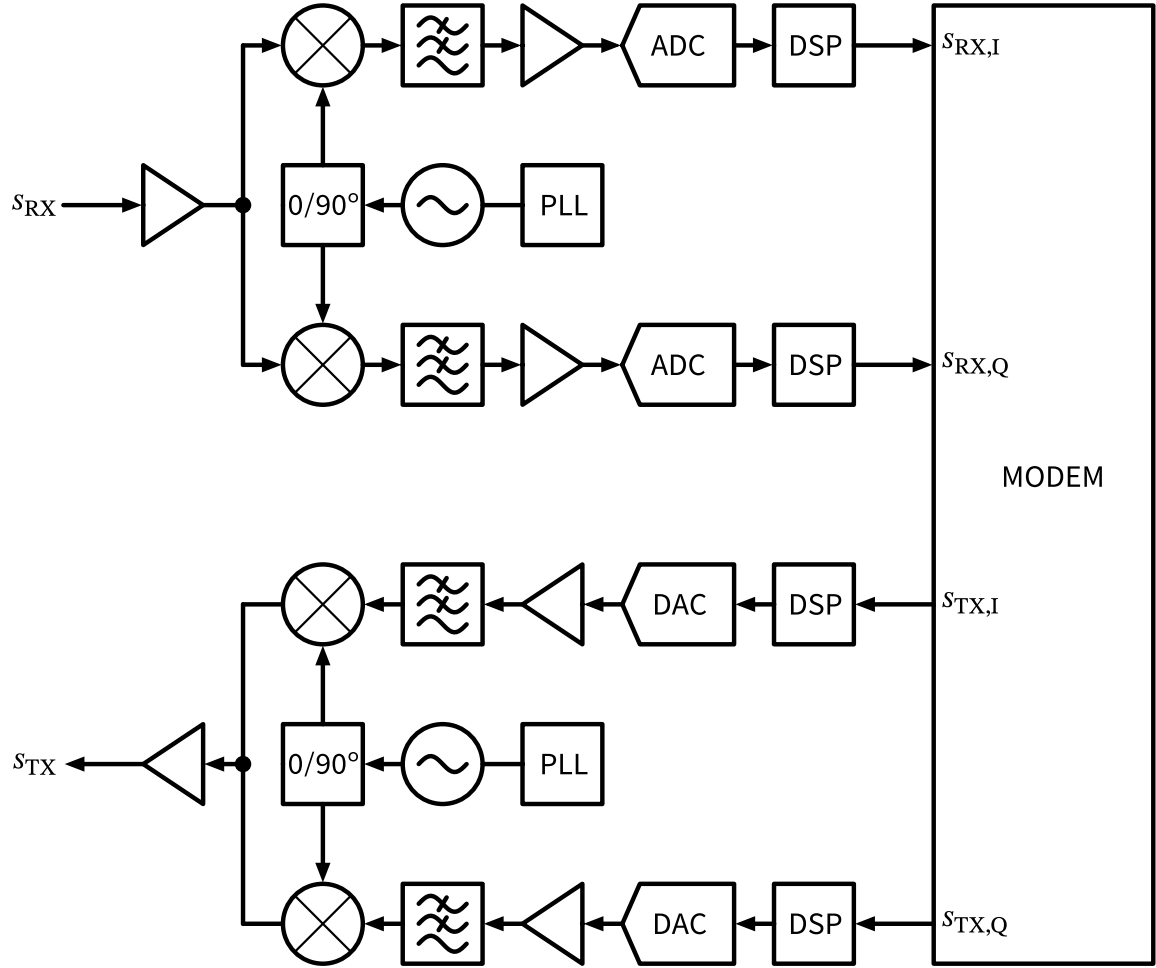 ADC DSP s_RX,I
s_RX 0/90° PLL
ADC DSP s_RX,Q
MODEM
DAC DSP s_TX,I
s_TX 0/90° PLL
DAC DSP s_TX,Q